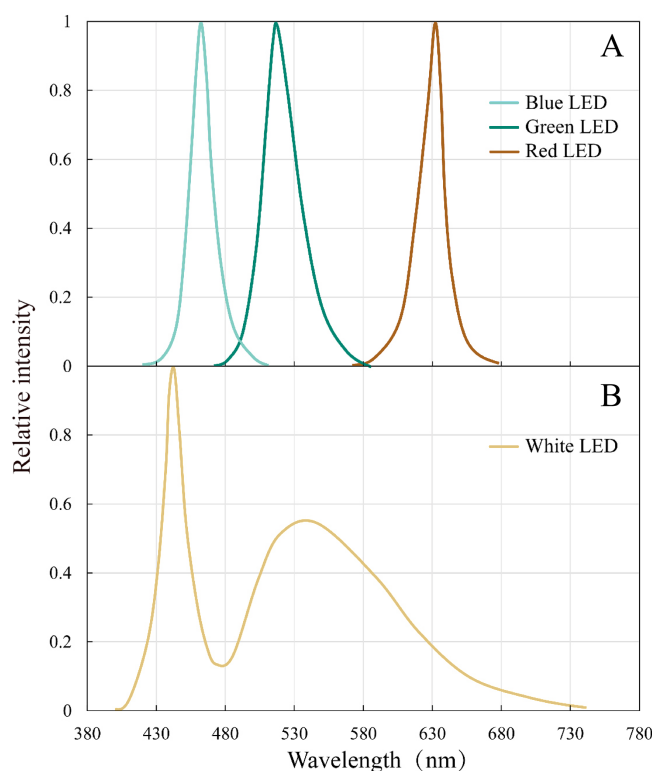 Relative intensity
1
0.8
0.6
0.4
0.2
0
A
Blue LED
Green LED
Red LED
0.8
0.6
0.4
0.2
0
B
White LED
380 430 480 530 580 630 680 730 780
Wavelength（nm）